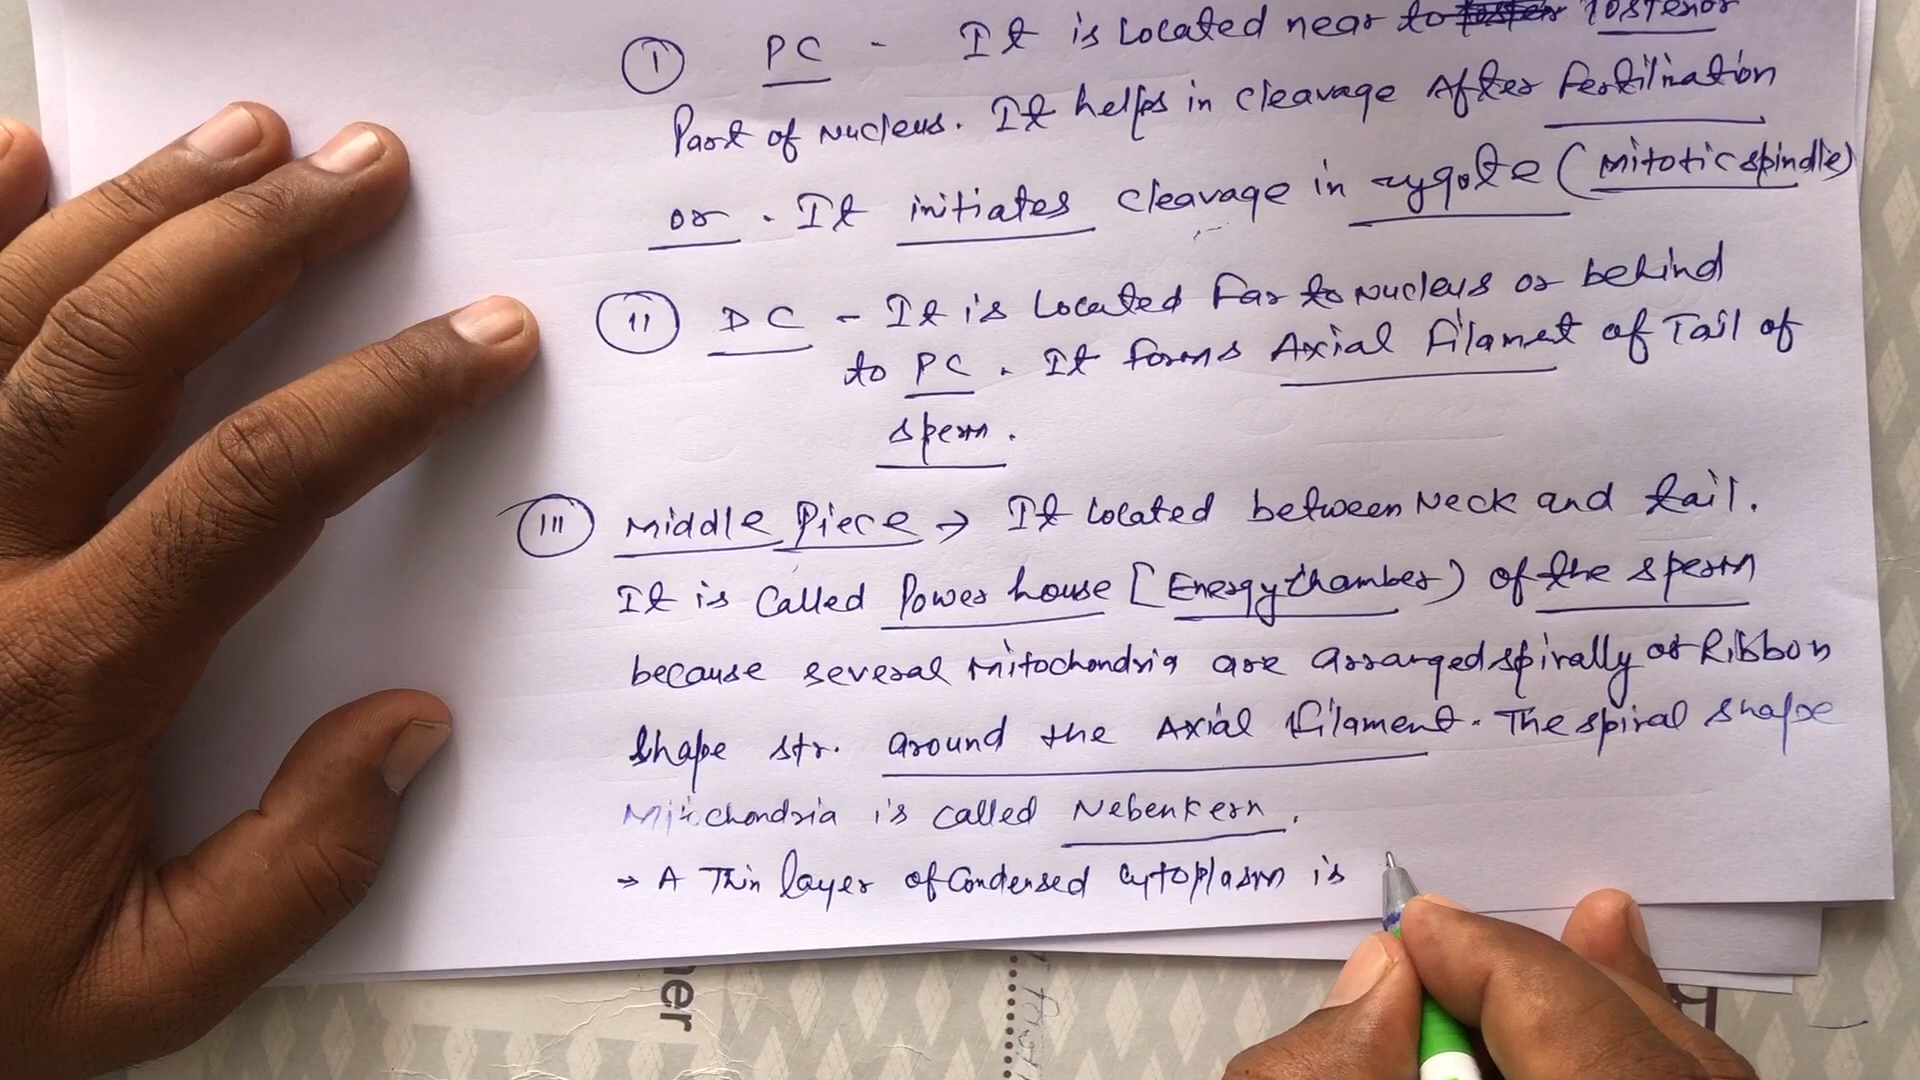 I PC - It is Located near to Posterior
Part of Nucleus. It helps in cleavage After fertilization
or . It initiates cleavage in zygote (mitotic spindle)
II DC - It is Located Far to Nucleus or behind
to PC. It forms Axial filament of Tail of
sperm.
III Middle Piece → It Located between Neck and tail.
It is Called Power house [Energy chamber) of the sperm
because several mitochondria are arranged spirally or Ribbon
shape str. around the Axial filament. The spiral shape
Mitochondria is called Nebenkern.
→ A Thin layer of Condensed cytoplasm is
ner